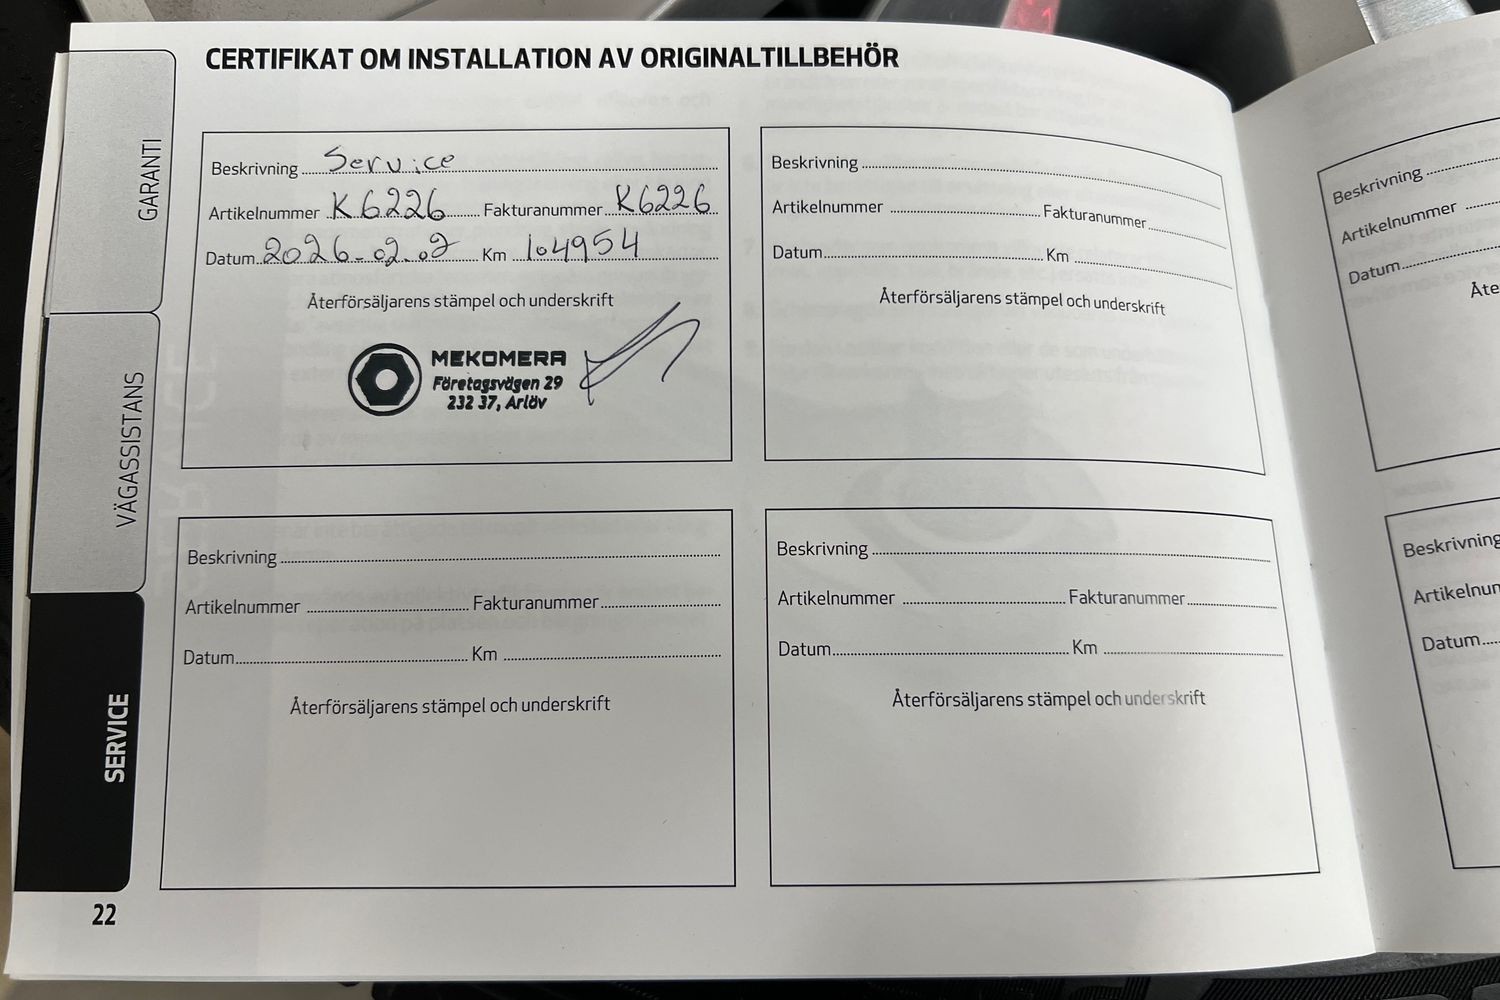 CERTIFIKAT OM INSTALLATION AV ORIGINALTILLBEHÖR
GARANTI
VÄGASSISTANS
SERVICE
Beskrivning Service
Artikelnummer K6226 Fakturanummer K6226
Datum 2026-02-02 Km 104954
Återförsäljarens stämpel och underskrift
MEKOMERA
Företagsvägen 29
232 37, Arlöv
Beskrivning
Artikelnummer Fakturanummer
Datum Km
Återförsäljarens stämpel och underskrift
Beskrivning
Artikelnummer Fakturanummer
Datum Km
Återförsäljarens stämpel och underskrift
Beskrivning
Artikelnummer Fakturanummer
Datum Km
Återförsäljarens stämpel och underskrift
22
Beskrivning
Artikelnummer
Datum
Åte
Beskrivning
Artikelnum
Datum